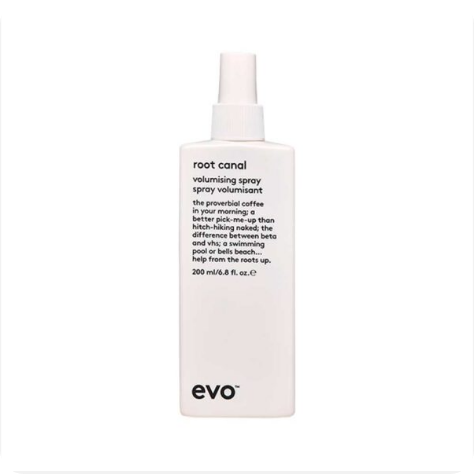 root canal
volumising spray
spray volumisant
the proverbial coffee
in your morning; a
better pick-me-up than
hitch-hiking naked; the
difference between beta
and vhs; a swimming
pool or bells beach...
help from the roots up.
200 ml/6.8 fl. oz.℮
evo™